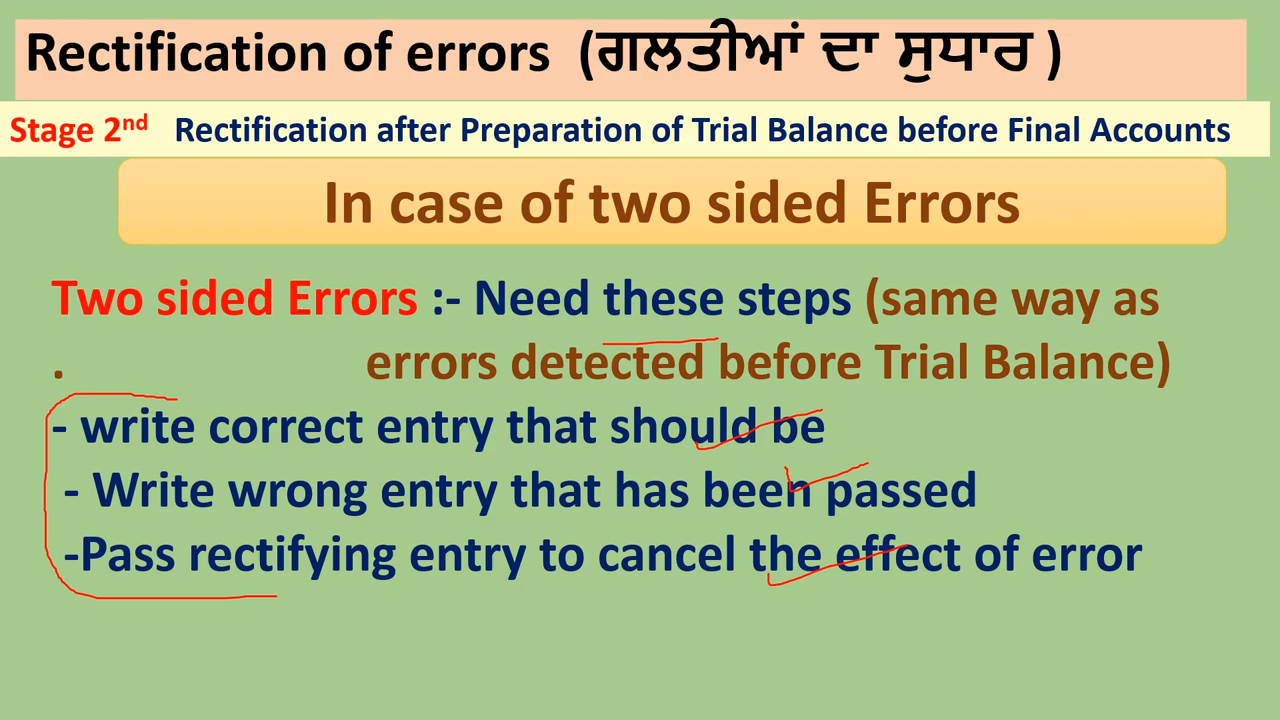 Rectification of errors (ਗਲਤੀਆਂ ਦਾ ਸੁਧਾਰ )
Stage 2nd Rectification after Preparation of Trial Balance before Final Accounts
In case of two sided Errors
Two sided Errors :- Need these steps (same way as
. errors detected before Trial Balance)
- write correct entry that should be
- Write wrong entry that has been passed
-Pass rectifying entry to cancel the effect of error